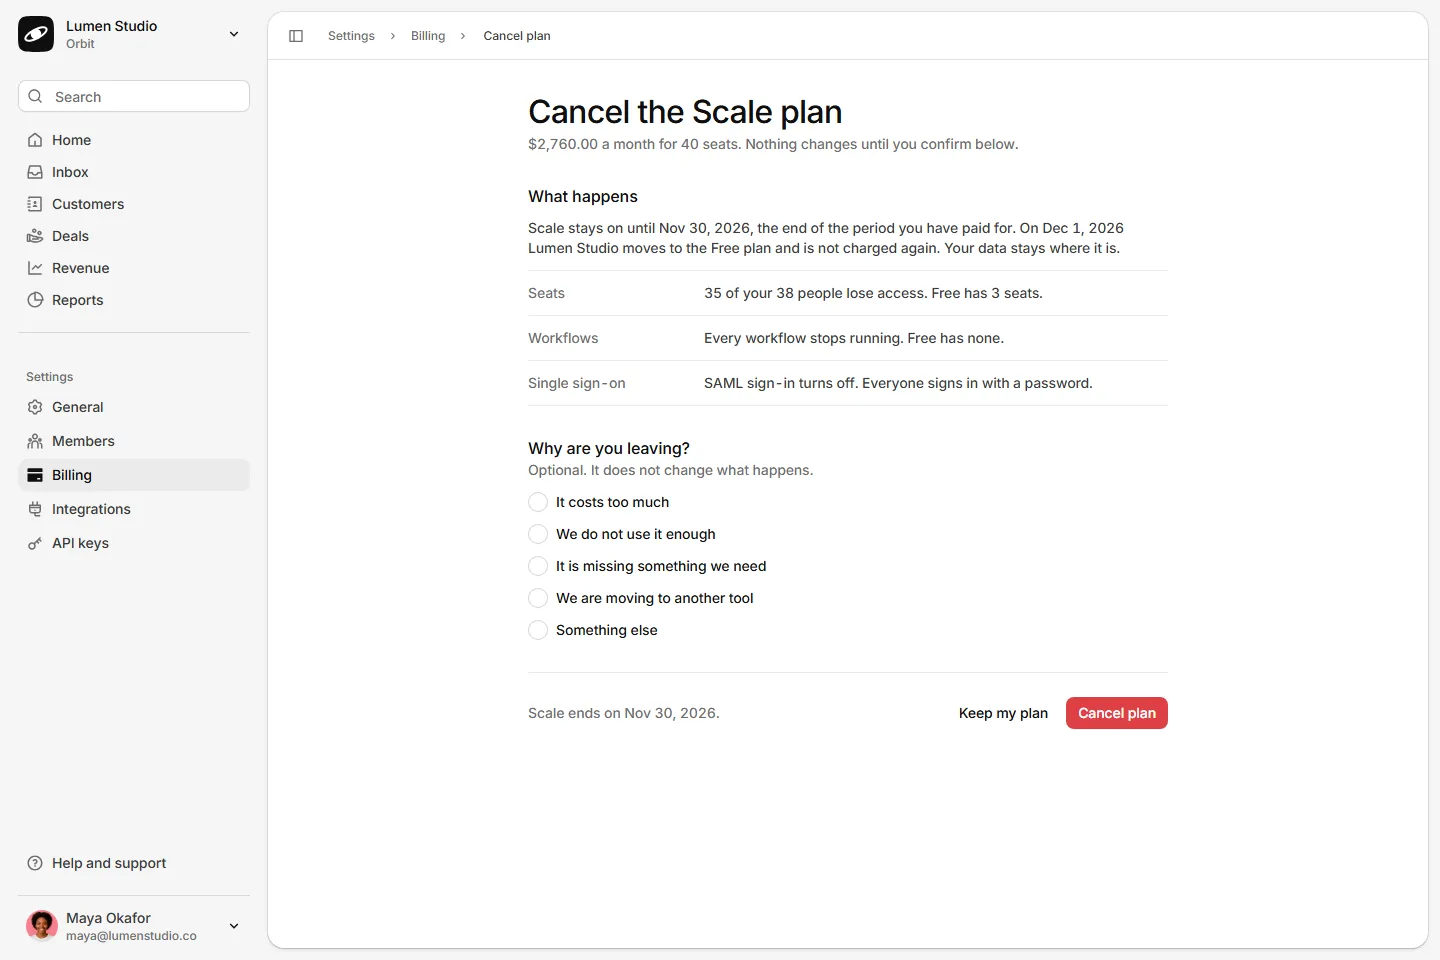 Lumen Studio
Orbit
Search
Home
Inbox
Customers
Deals
Revenue
Reports
Settings
General
Members
Billing
Integrations
API keys
Help and support
Maya Okafor
maya@lumenstudio.co
Settings > Billing > Cancel plan
Cancel the Scale plan
$2,760.00 a month for 40 seats. Nothing changes until you confirm below.
What happens
Scale stays on until Nov 30, 2026, the end of the period you have paid for. On Dec 1, 2026
Lumen Studio moves to the Free plan and is not charged again. Your data stays where it is.
Seats 35 of your 38 people lose access. Free has 3 seats.
Workflows Every workflow stops running. Free has none.
Single sign-on SAML sign-in turns off. Everyone signs in with a password.
Why are you leaving?
Optional. It does not change what happens.
It costs too much
We do not use it enough
It is missing something we need
We are moving to another tool
Something else
Scale ends on Nov 30, 2026. Keep my plan Cancel plan